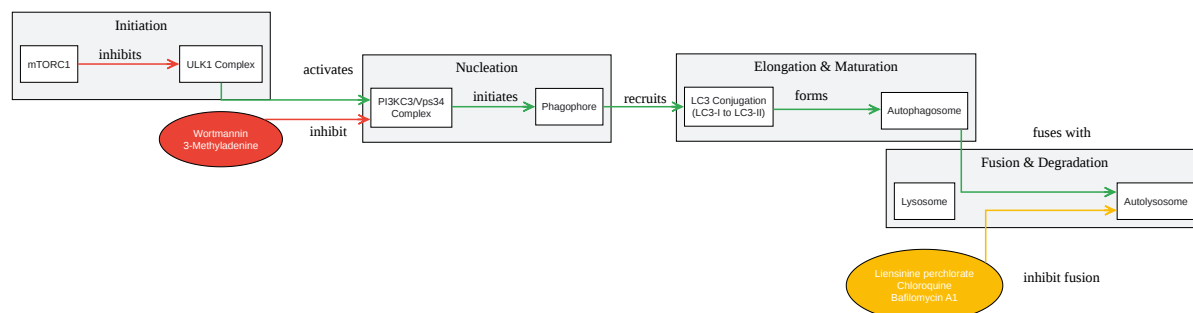 Initiation
mTORC1
inhibits
ULK1 Complex
activates
Wortmannin
3-Methyladenine
inhibit
Nucleation
PI3KC3/Vps34
Complex
initiates
Phagophore
recruits
Elongation & Maturation
LC3 Conjugation
(LC3-I to LC3-II)
forms
Autophagosome
fuses with
Fusion & Degradation
Lysosome
Autolysosome
Liensinine perchlorate
Chloroquine
Bafilomycin A1
inhibit fusion